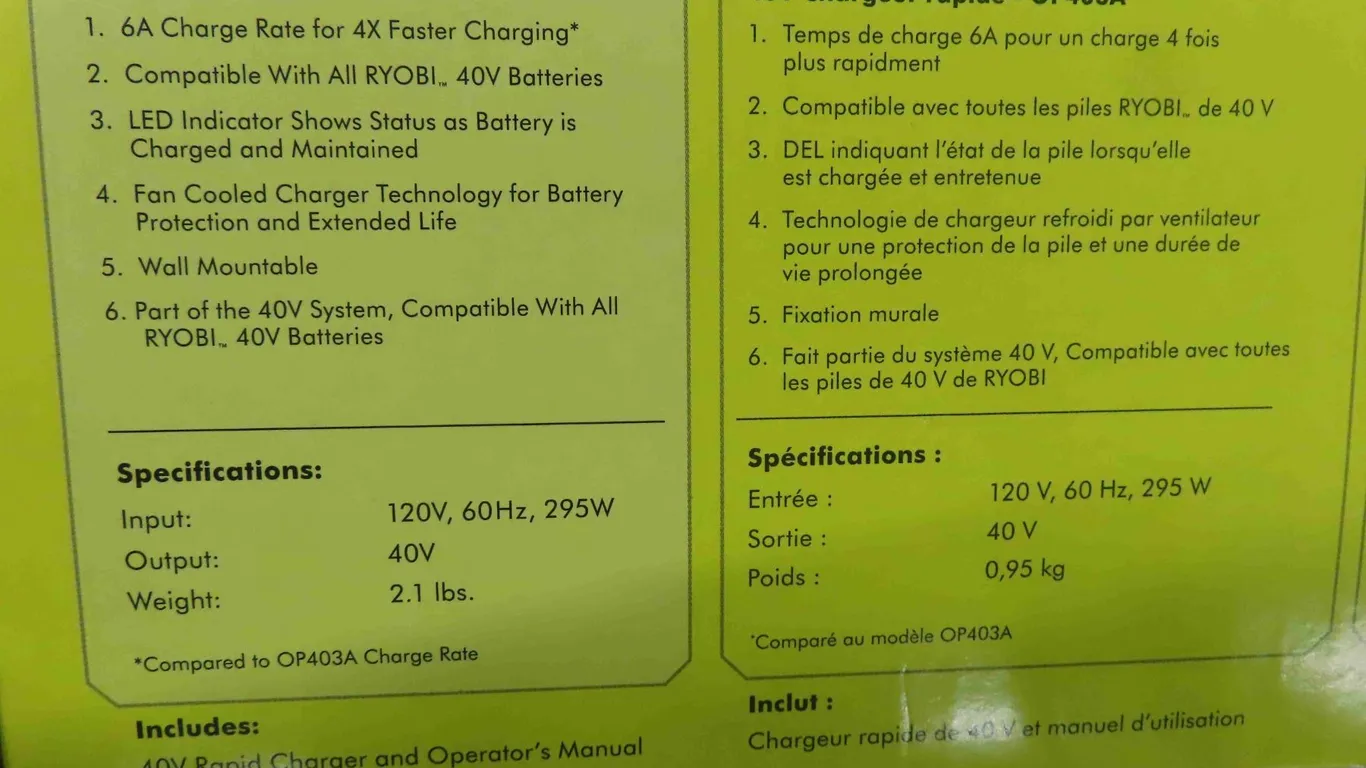 1. 6A Charge Rate for 4X Faster Charging*
2. Compatible With All RYOBI™ 40V Batteries
3. LED Indicator Shows Status as Battery is
Charged and Maintained
4. Fan Cooled Charger Technology for Battery
Protection and Extended Life
5. Wall Mountable
6. Part of the 40V System, Compatible With All
RYOBI™ 40V Batteries
Specifications:
Input: 120V, 60Hz, 295W
Output: 40V
Weight: 2.1 lbs.
*Compared to OP403A Charge Rate
Includes:
40V Rapid Charger and Operator's Manual
1. Temps de charge 6A pour un charge 4 fois
plus rapidment
2. Compatible avec toutes les piles RYOBI™ de 40 V
3. DEL indiquant l'état de la pile lorsqu'elle
est chargée et entretenue
4. Technologie de chargeur refroidi par ventilateur
pour une protection de la pile et une durée de
vie prolongée
5. Fixation murale
6. Fait partie du système 40 V, Compatible avec toutes
les piles de 40 V de RYOBI
Spécifications :
Entrée : 120 V, 60 Hz, 295 W
Sortie : 40 V
Poids : 0,95 kg
*Comparé au modèle OP403A
Inclut :
Chargeur rapide de 40 V et manuel d'utilisation